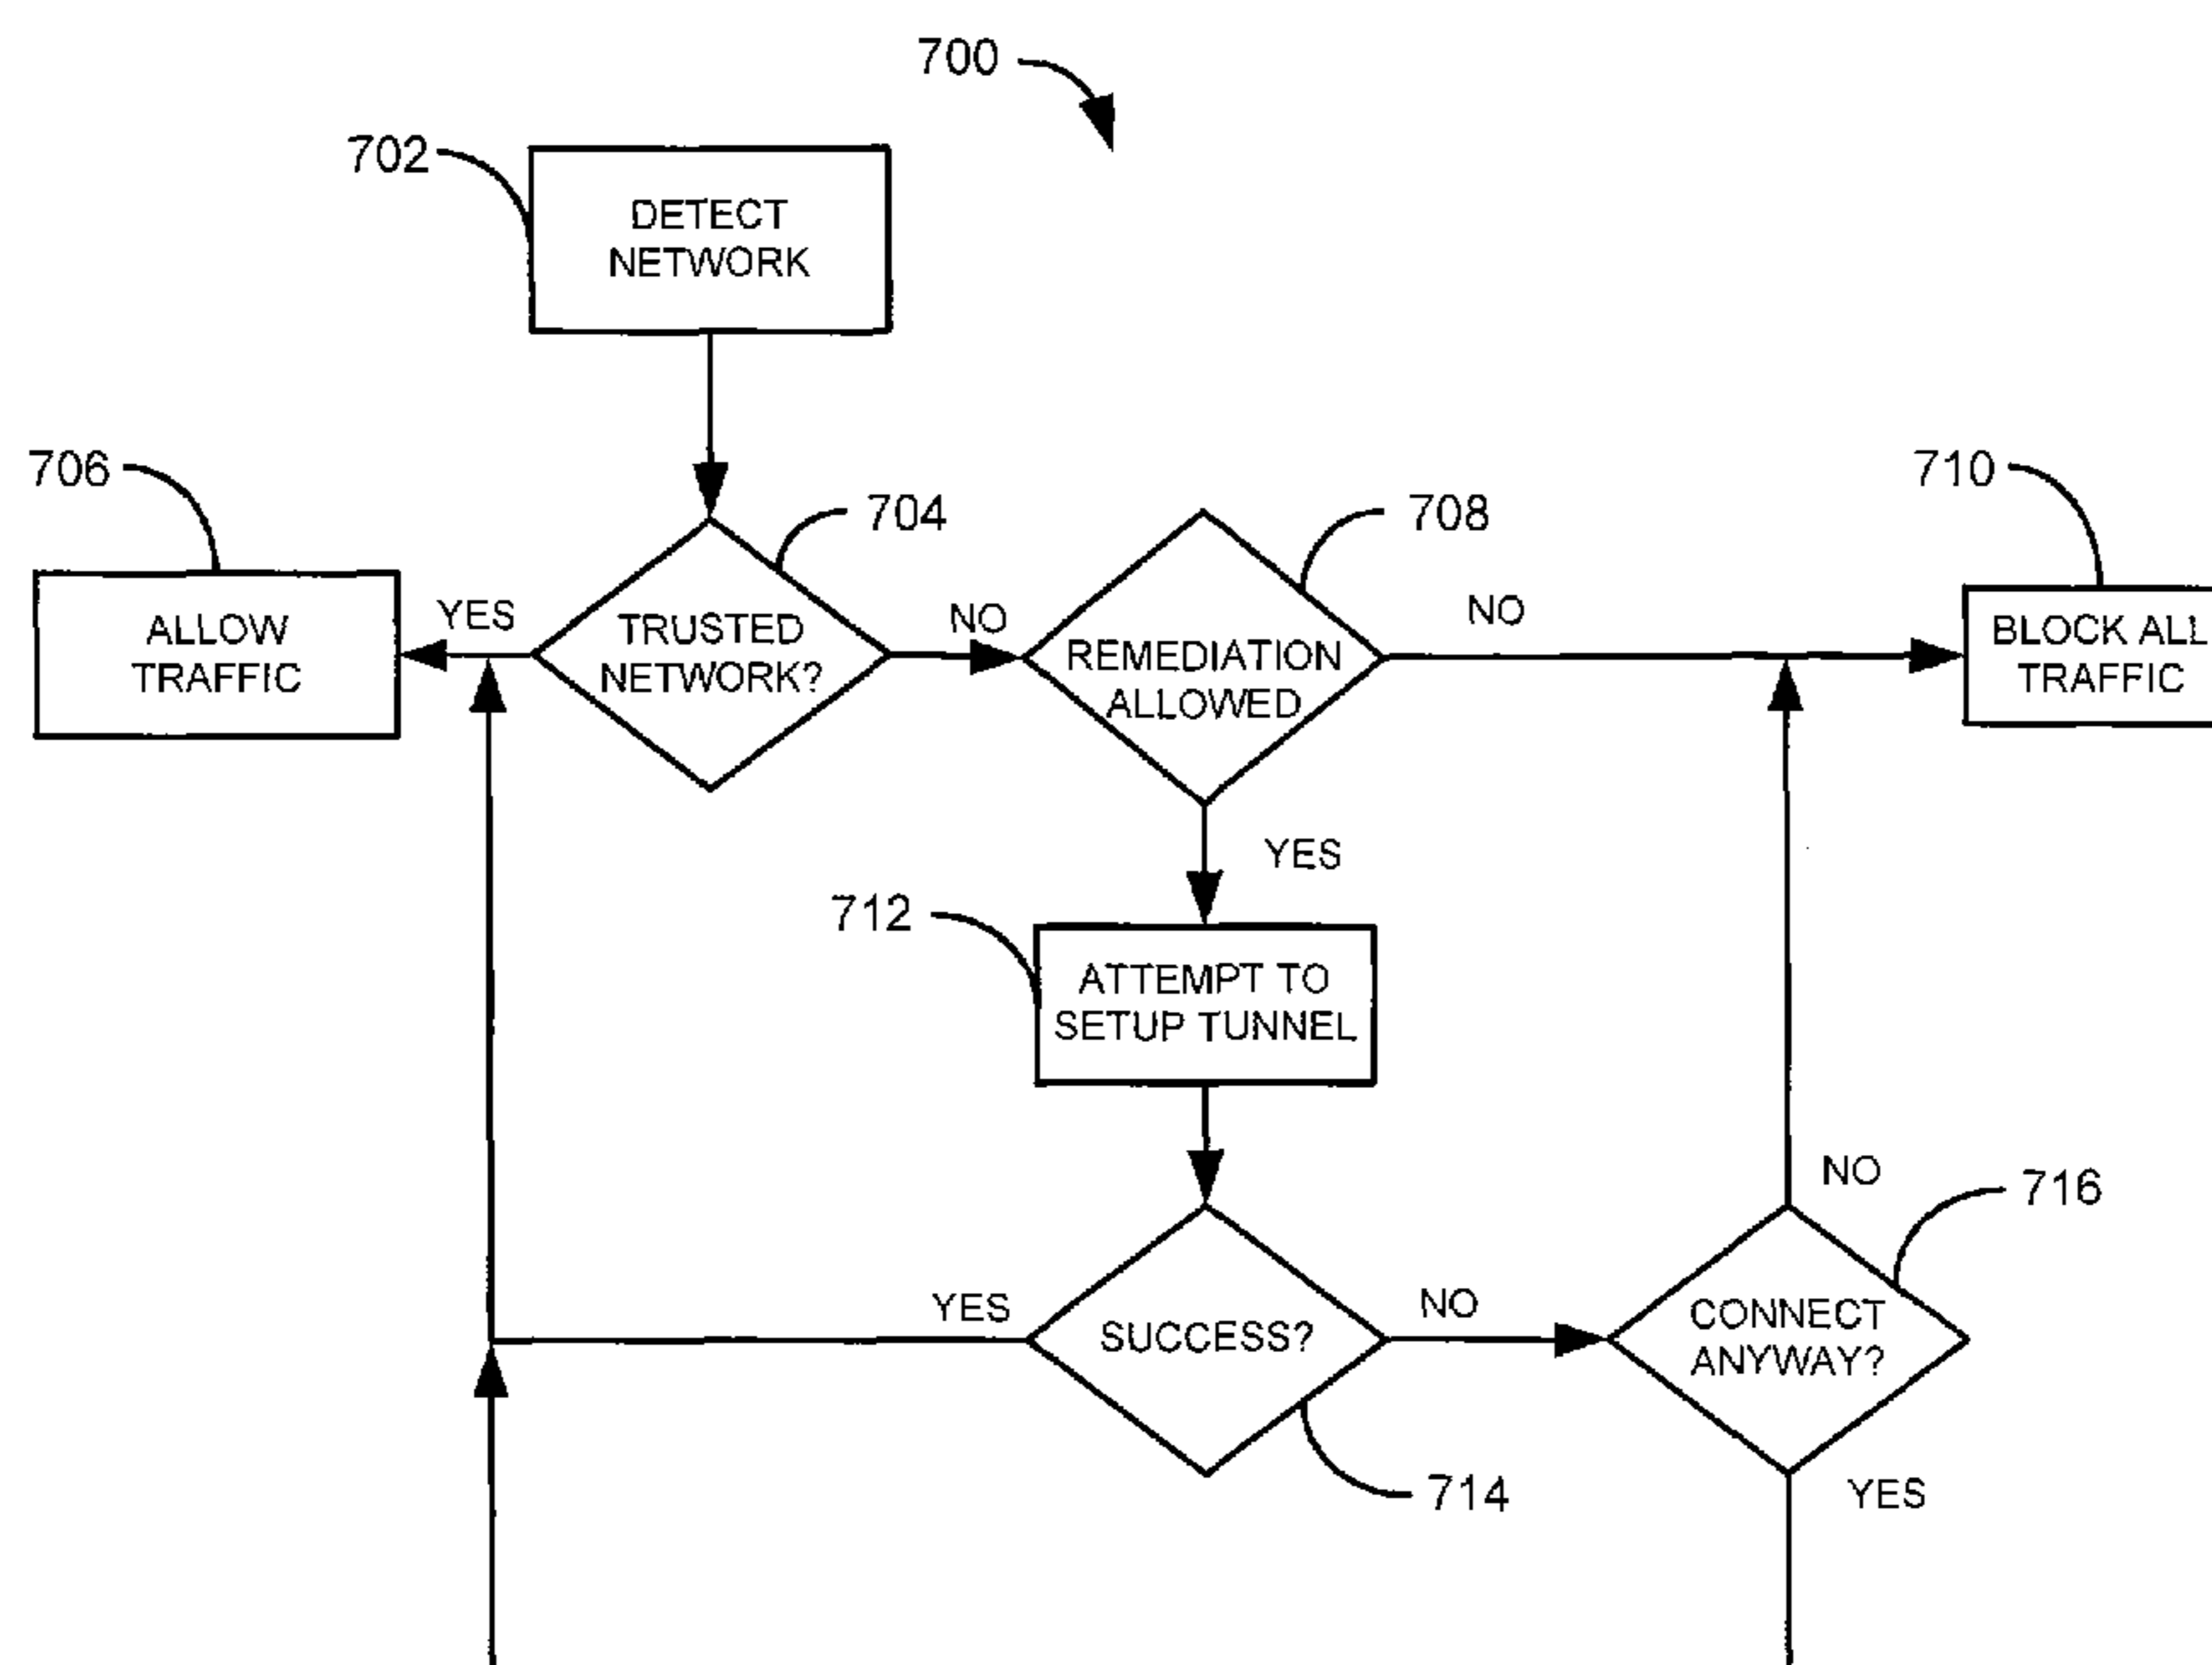 700
702
DETECT
NETWORK
706
704
708
710
ALLOW
TRAFFIC
YES
TRUSTED
NETWORK?
NO
REMEDIATION
ALLOWED
NO
BLOCK ALL
TRAFFIC
YES
712
ATTEMPT TO
SETUP TUNNEL
NO
716
YES
SUCCESS?
NO
CONNECT
ANYWAY?
714
YES